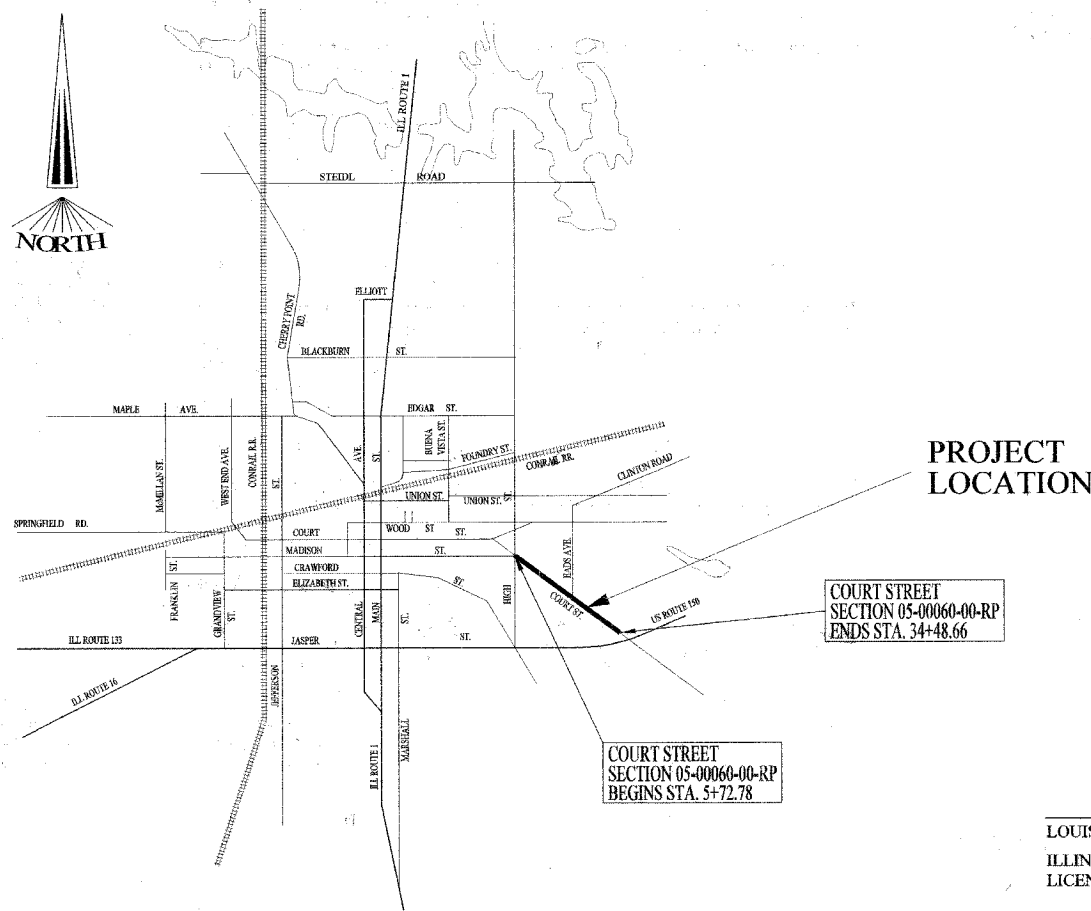 ILL ROUTE 1
STEIDL ROAD
NORTH
ELLIOTT
CHERRY POINT
RD.
BLACKBURN ST.
MAPLE AVE.
EDGAR ST.
BUENA
VISTA ST.
FOUNDRY ST.
CONRAIL RR.
McMILLAN ST.
WEST END AVE.
CONRAIL R.R.
ST.
AVE.
ST.
CLINTON ROAD
PROJECT
LOCATION
UNION ST.
UNION ST.
ST.
SPRINGFIELD RD.
COURT ST.
WOOD ST
MADISON ST.
CRAWFORD ST.
ELIZABETH ST.
EADS AVE.
FRANKLIN ST.
GRANDVIEW
ST.
CENTRAL
MAIN
ST.
HIGH
COURT ST.
US ROUTE 150
COURT STREET
SECTION 05-00060-00-RP
ENDS STA. 34+48.66
ILL ROUTE 133
JASPER ST.
ILL ROUTE 16
JEFFERSON
MARSHALL
ILL ROUTE 1
COURT STREET
SECTION 05-00060-00-RP
BEGINS STA. 5+72.78
LOUIS
ILLIN
LICEN